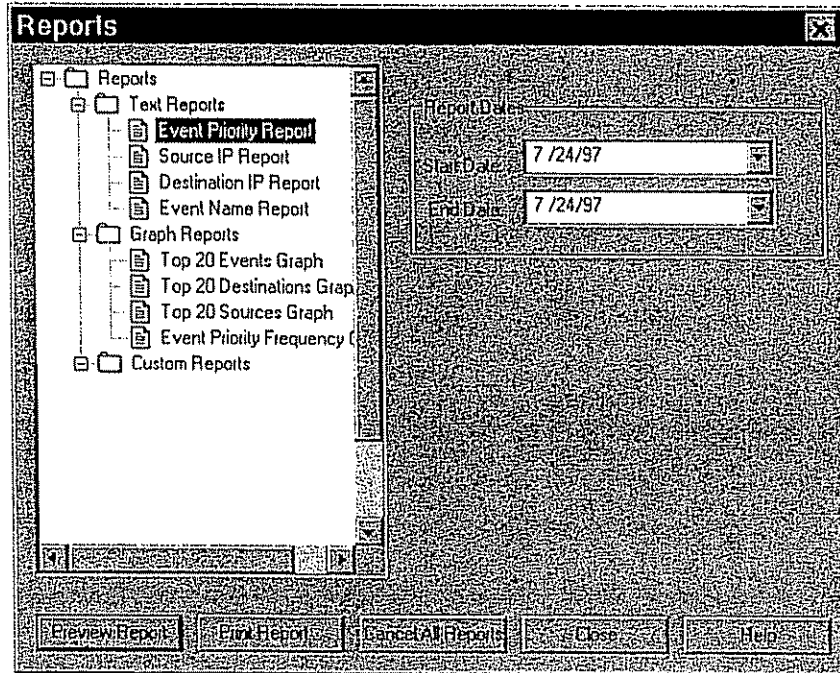 Reports
Reports
Text Reports
Event Priority Report
Source IP Report
Destination IP Report
Event Name Report
Graph Reports
Top 20 Events Graph
Top 20 Destinations Grap
Top 20 Sources Graph
Event Priority Frequency
Custom Reports
Report Dates
Start Date:
7 /24/97
End Date:
7 /24/97
Preview Report
Print Report...
Cancel All Reports
Close
Help